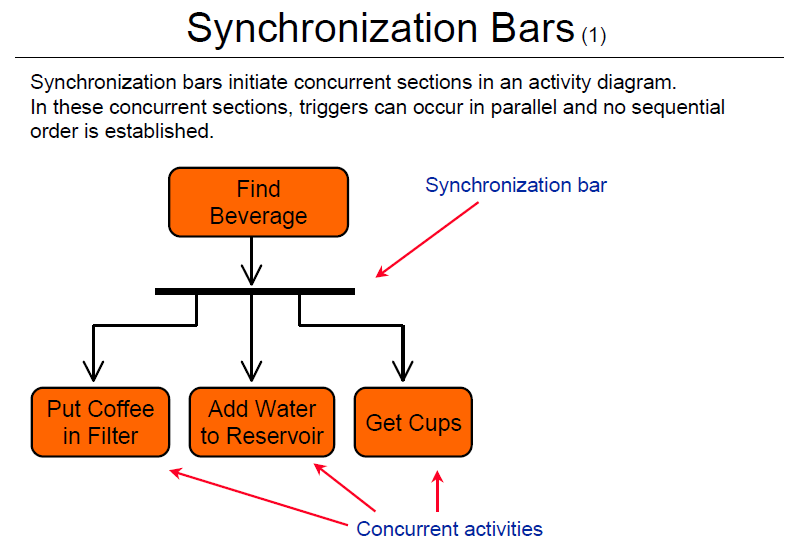 Synchronization Bars (1)
Synchronization bars initiate concurrent sections in an activity diagram.
In these concurrent sections, triggers can occur in parallel and no sequential
order is established.
Find
Beverage
Synchronization bar
Put Coffee
in Filter
Add Water
to Reservoir
Get Cups
Concurrent activities